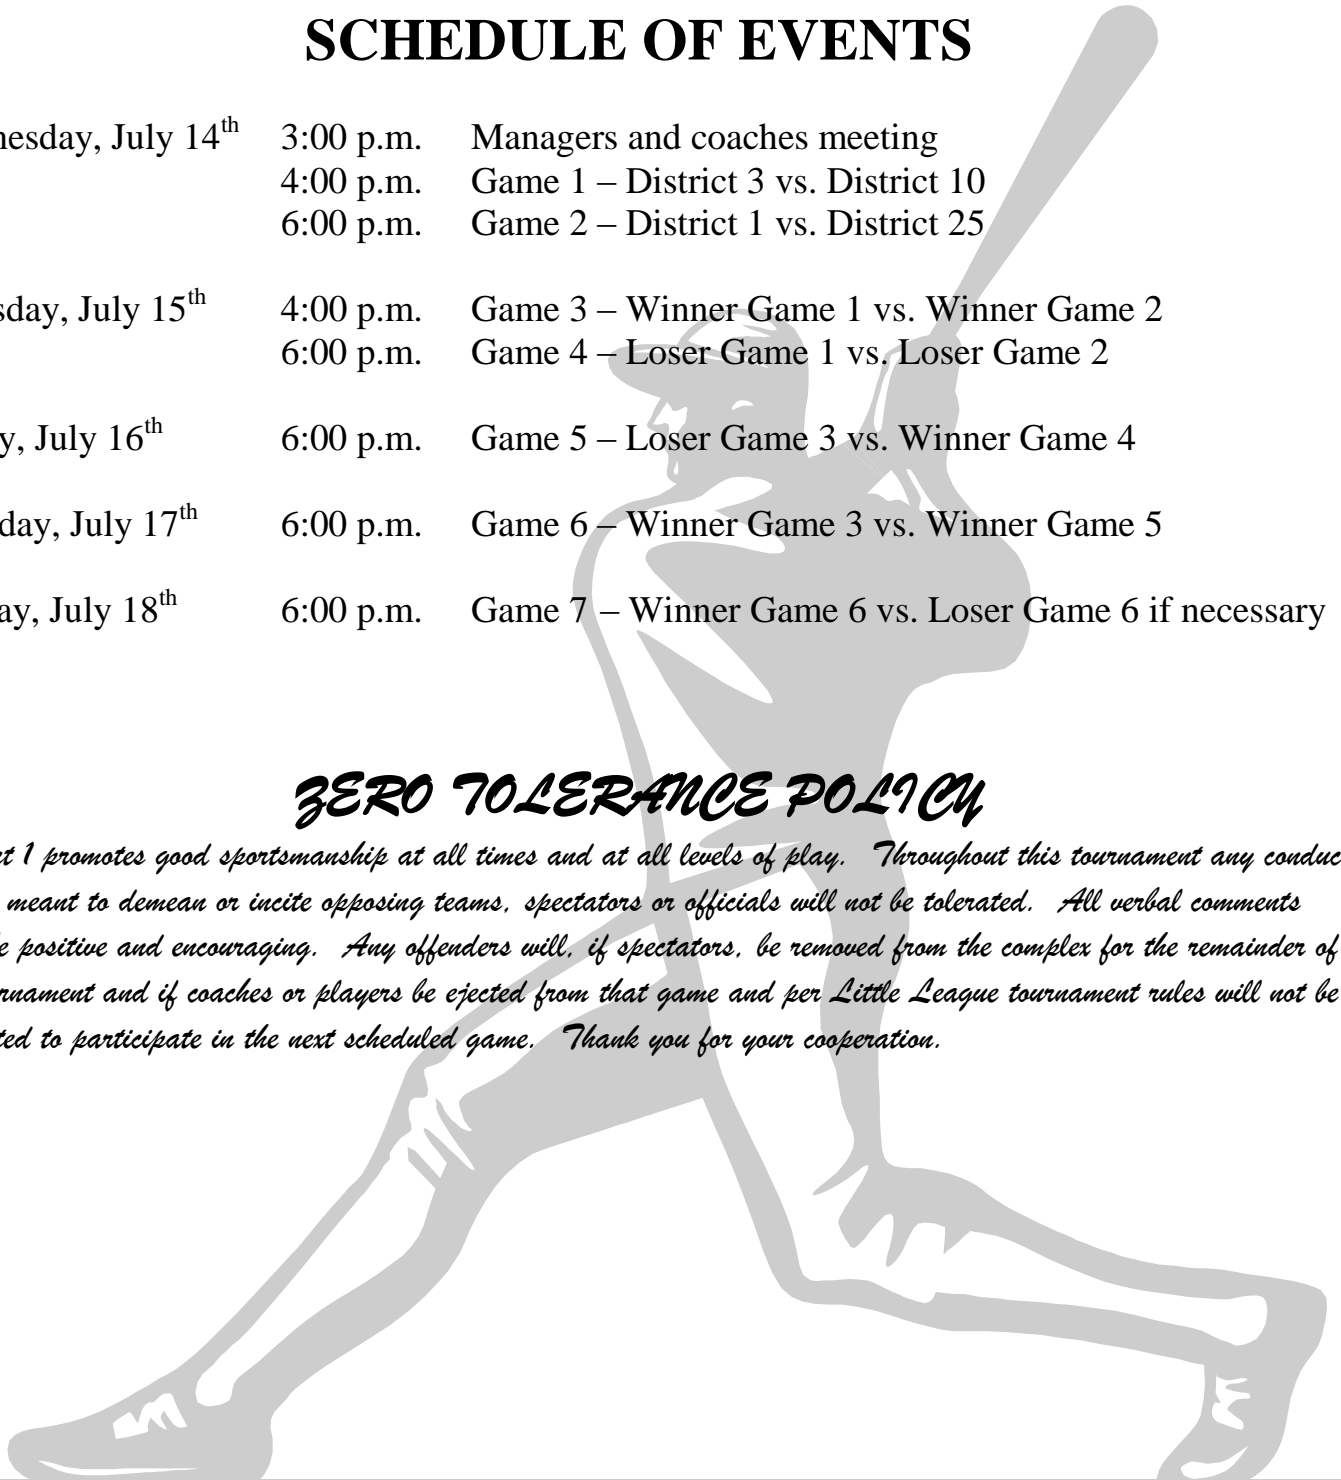 SCHEDULE OF EVENTS
nesday, July 14th 3:00 p.m. Managers and coaches meeting
4:00 p.m. Game 1 – District 3 vs. District 10
6:00 p.m. Game 2 – District 1 vs. District 25
sday, July 15th 4:00 p.m. Game 3 – Winner Game 1 vs. Winner Game 2
6:00 p.m. Game 4 – Loser Game 1 vs. Loser Game 2
y, July 16th 6:00 p.m. Game 5 – Loser Game 3 vs. Winner Game 4
day, July 17th 6:00 p.m. Game 6 – Winner Game 3 vs. Winner Game 5
ay, July 18th 6:00 p.m. Game 7 – Winner Game 6 vs. Loser Game 6 if necessary
ZERO TOLERANCE POLICY
ct 1 promotes good sportsmanship at all times and at all levels of play. Throughout this tournament any conduc
meant to demean or incite opposing teams, spectators or officials will not be tolerated. All verbal comments
e positive and encouraging. Any offenders will, if spectators, be removed from the complex for the remainder of
rnament and if coaches or players be ejected from that game and per Little League tournament rules will not be
ted to participate in the next scheduled game. Thank you for your cooperation.